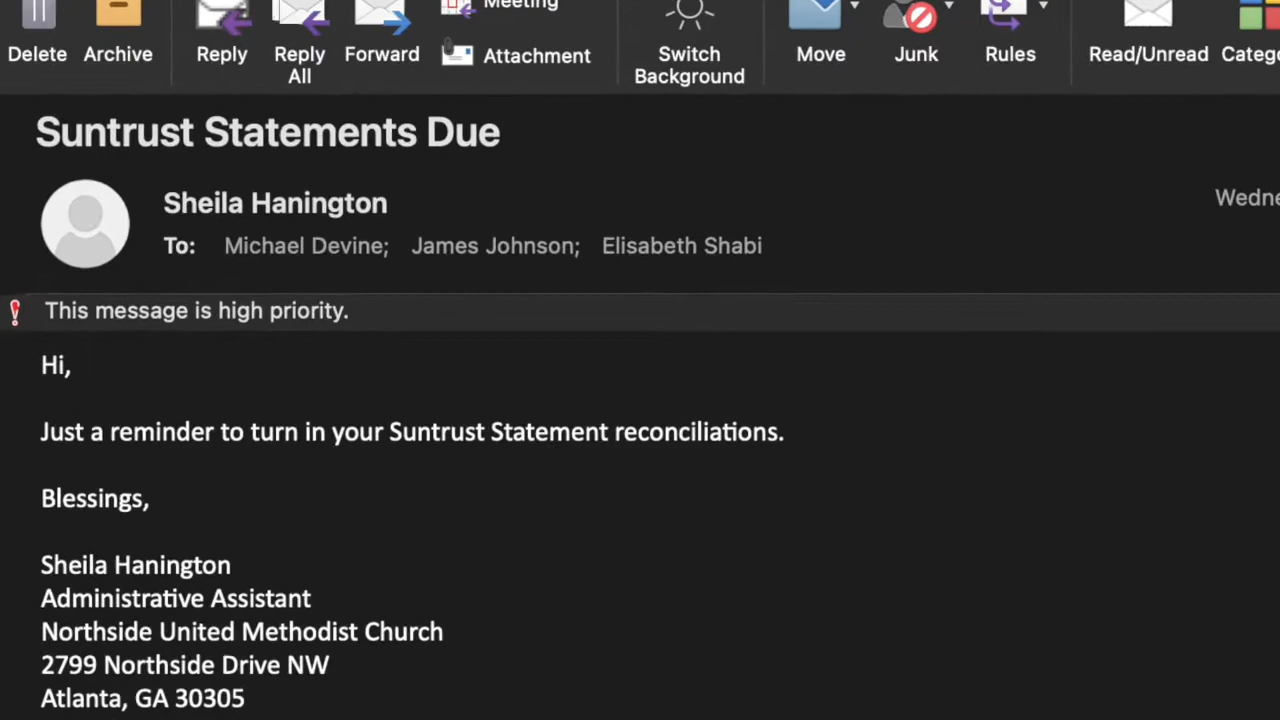 Meeting
Delete Archive Reply Reply All Forward Attachment Switch Background Move Junk Rules Read/Unread
Suntrust Statements Due
Sheila Hanington
To: Michael Devine; James Johnson; Elisabeth Shabi
This message is high priority.
Hi,
Just a reminder to turn in your Suntrust Statement reconciliations.
Blessings,
Sheila Hanington
Administrative Assistant
Northside United Methodist Church
2799 Northside Drive NW
Atlanta, GA 30305